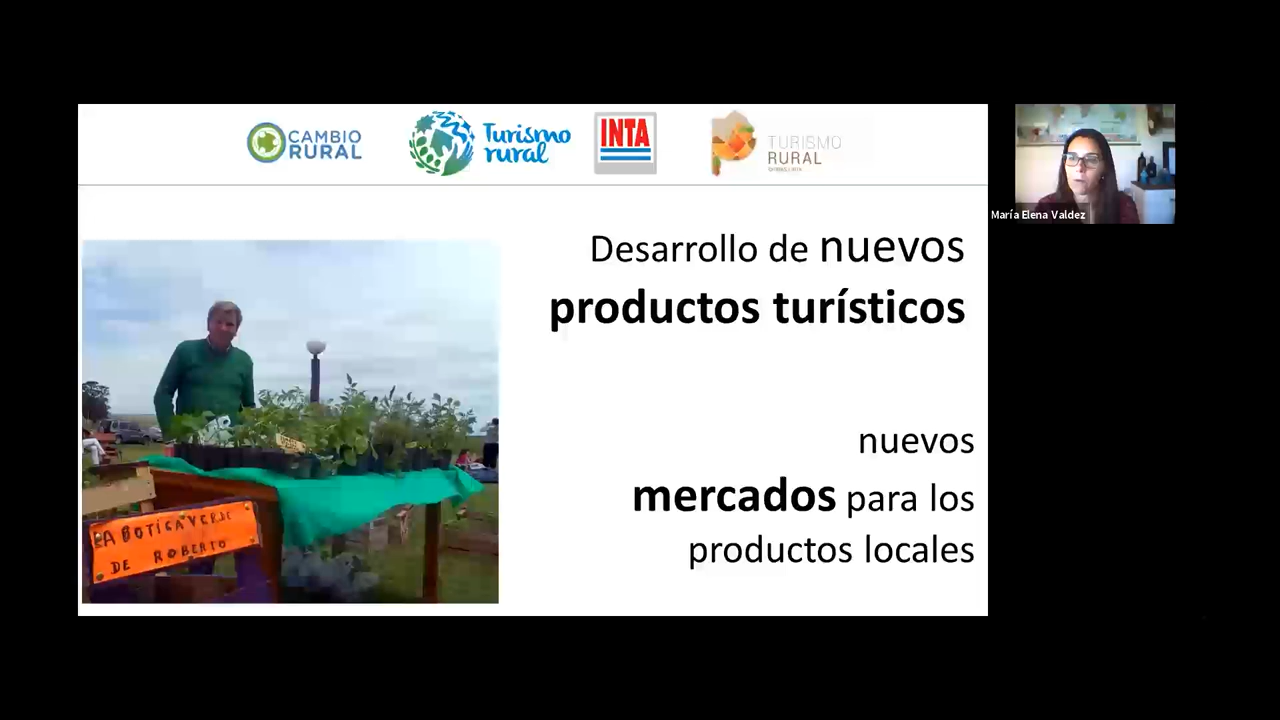 CAMBIO
RURAL
Turismo
rural
INTA
TURISMO
RURAL
Desarrollo de nuevos
productos turísticos
nuevos
mercados para los
productos locales
LA BOTICA VERDE
DE ROBERTO
María Elena Valdez